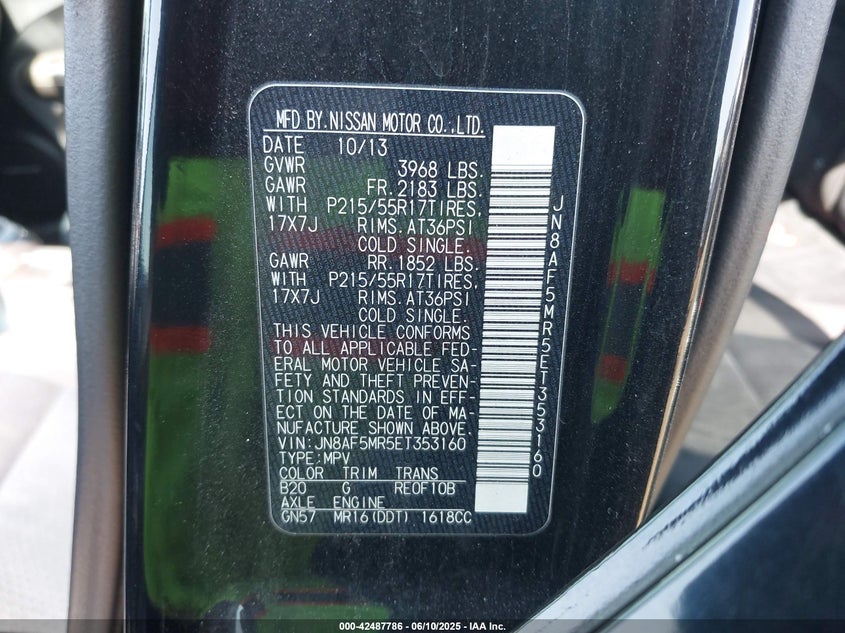 MFD BY.NISSAN MOTOR CO.,LTD.
DATE 10/13
GVWR 3968 LBS.
GAWR FR.2183 LBS.
WITH P215/55R17TIRES,
17X7J RIMS.AT36PSI
COLD SINGLE.
GAWR RR.1852 LBS.
WITH P215/55R17TIRES,
17X7J RIMS.AT36PSI
COLD SINGLE.
THIS VEHICLE CONFORMS
TO ALL APPLICABLE FED-
ERAL MOTOR VEHICLE SA-
FETY AND THEFT PREVEN-
TION STANDARDS IN EFF-
ECT ON THE DATE OF MA-
NUFACTURE SHOWN ABOVE.
VIN:JN8AF5MR5ET353160
TYPE:MPV
COLOR TRIM TRANS
B20 G RE0F10B
AXLE ENGINE
GN57 MR16(DDT) 1618CC
JN8AF5MR5ET353160
000-42487786 - 06/10/2025 - IAA Inc.